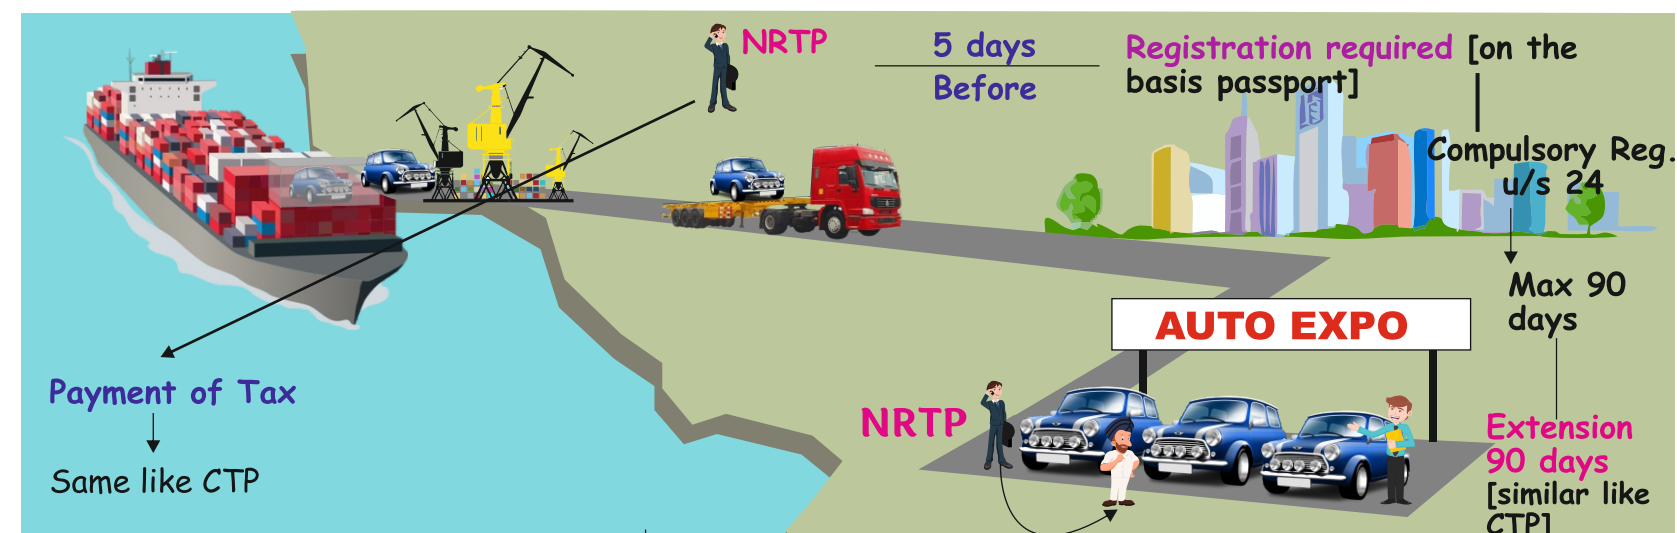 NRTP
5 days
Before
Registration required [on the
basis passport]
Compulsory Reg.
u/s 24
Max 90
days
AUTO EXPO
Payment of Tax
Same like CTP
NRTP
Extension
90 days
[similar like
CTP]